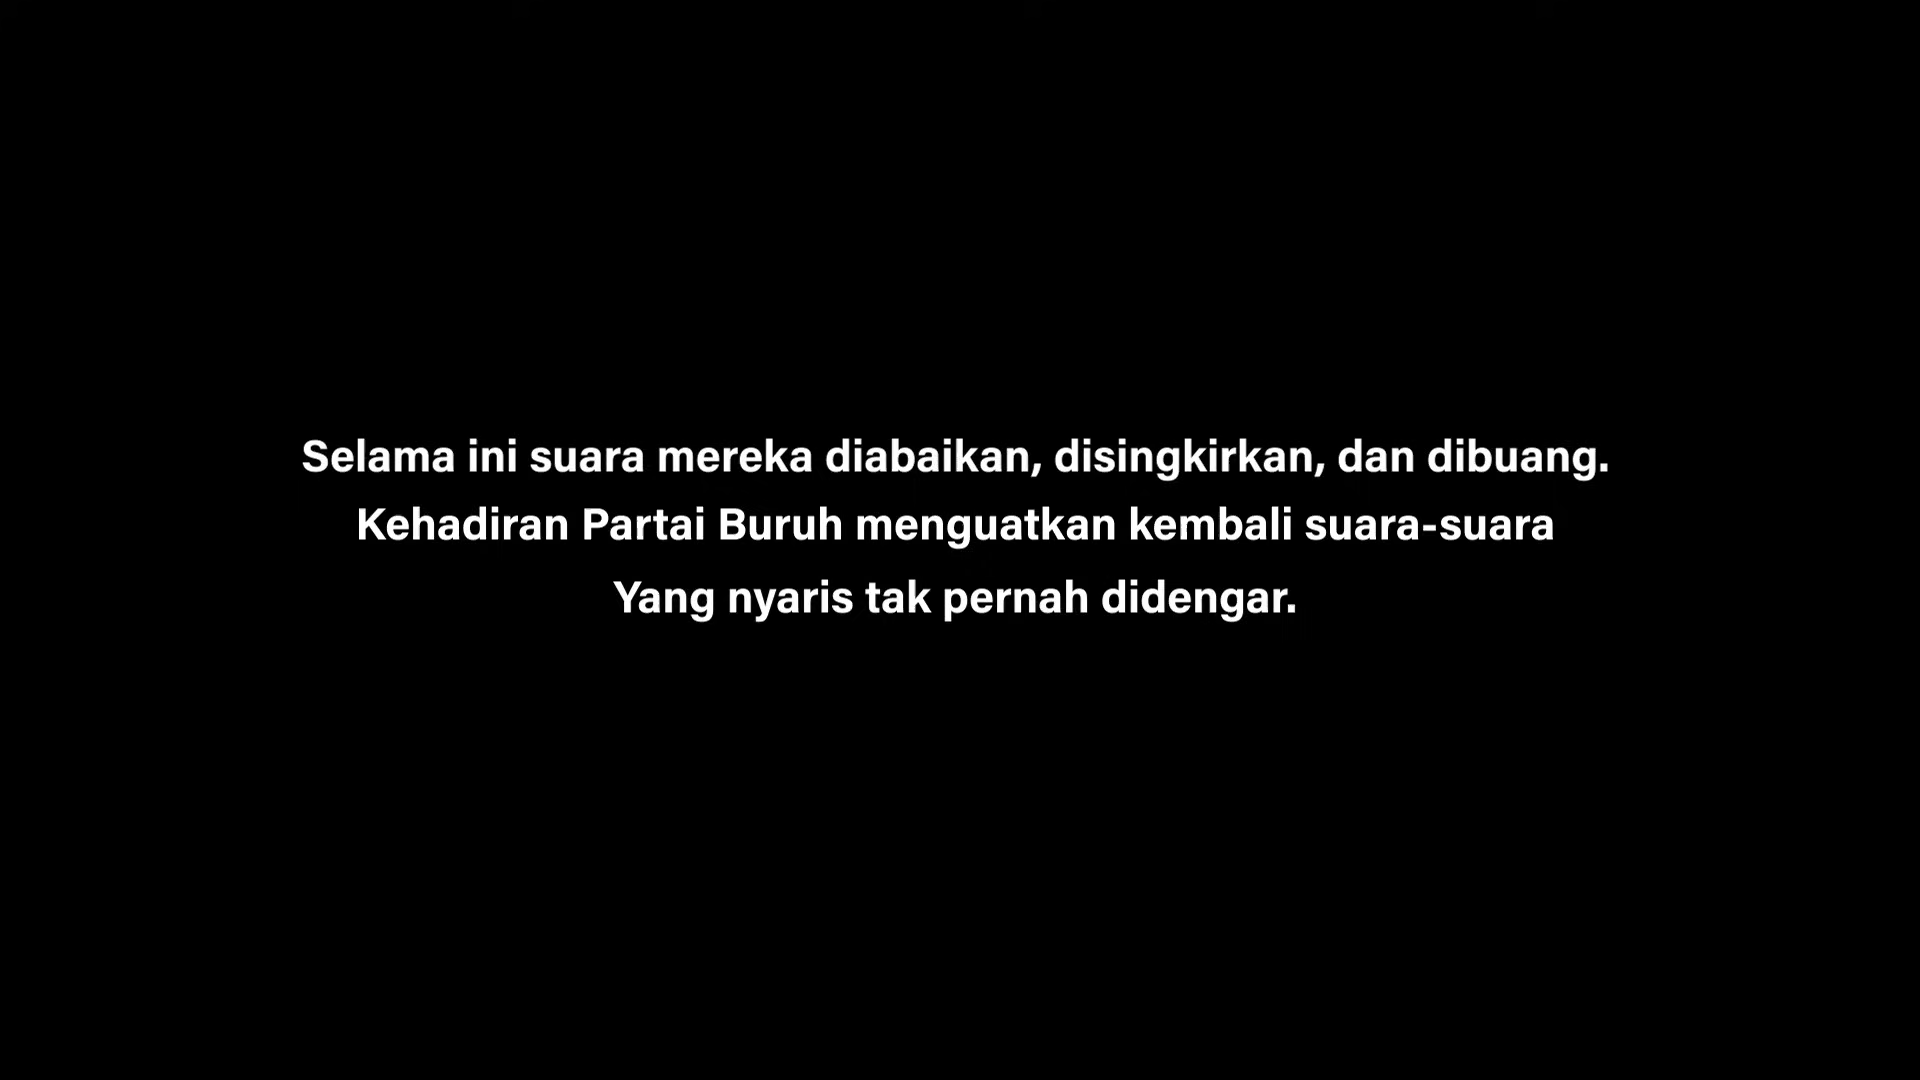 Selama ini suara mereka diabaikan, disingkirkan, dan dibuang.
Kehadiran Partai Buruh menguatkan kembali suara-suara
Yang nyaris tak pernah didengar.